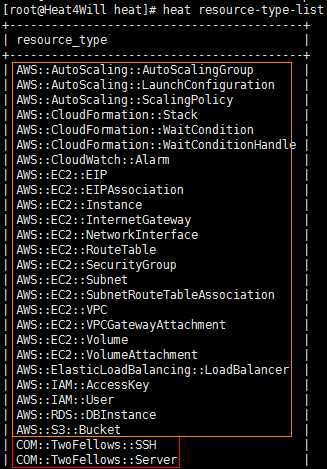 [root@Heat4Will heat]# heat resource-type-list
+------------------------------------------+
| resource_type |
+------------------------------------------+
| AWS::AutoScaling::AutoScalingGroup
| AWS::AutoScaling::LaunchConfiguration |
| AWS::AutoScaling::ScalingPolicy |
| AWS::CloudFormation::Stack |
| AWS::CloudFormation::WaitCondition |
| AWS::CloudFormation::WaitConditionHandle |
| AWS::CloudWatch::Alarm |
| AWS::EC2::EIP |
| AWS::EC2::EIPAssociation |
| AWS::EC2::Instance |
| AWS::EC2::InternetGateway |
| AWS::EC2::NetworkInterface |
| AWS::EC2::RouteTable |
| AWS::EC2::SecurityGroup |
| AWS::EC2::Subnet |
| AWS::EC2::SubnetRouteTableAssociation |
| AWS::EC2::VPC |
| AWS::EC2::VPCGatewayAttachment |
| AWS::EC2::Volume |
| AWS::EC2::VolumeAttachment |
| AWS::ElasticLoadBalancing::LoadBalancer |
| AWS::IAM::AccessKey |
| AWS::IAM::User |
| AWS::RDS::DBInstance |
| AWS::S3::Bucket |
| COM::TwoFellows::SSH |
| COM::TwoFellows::Server |